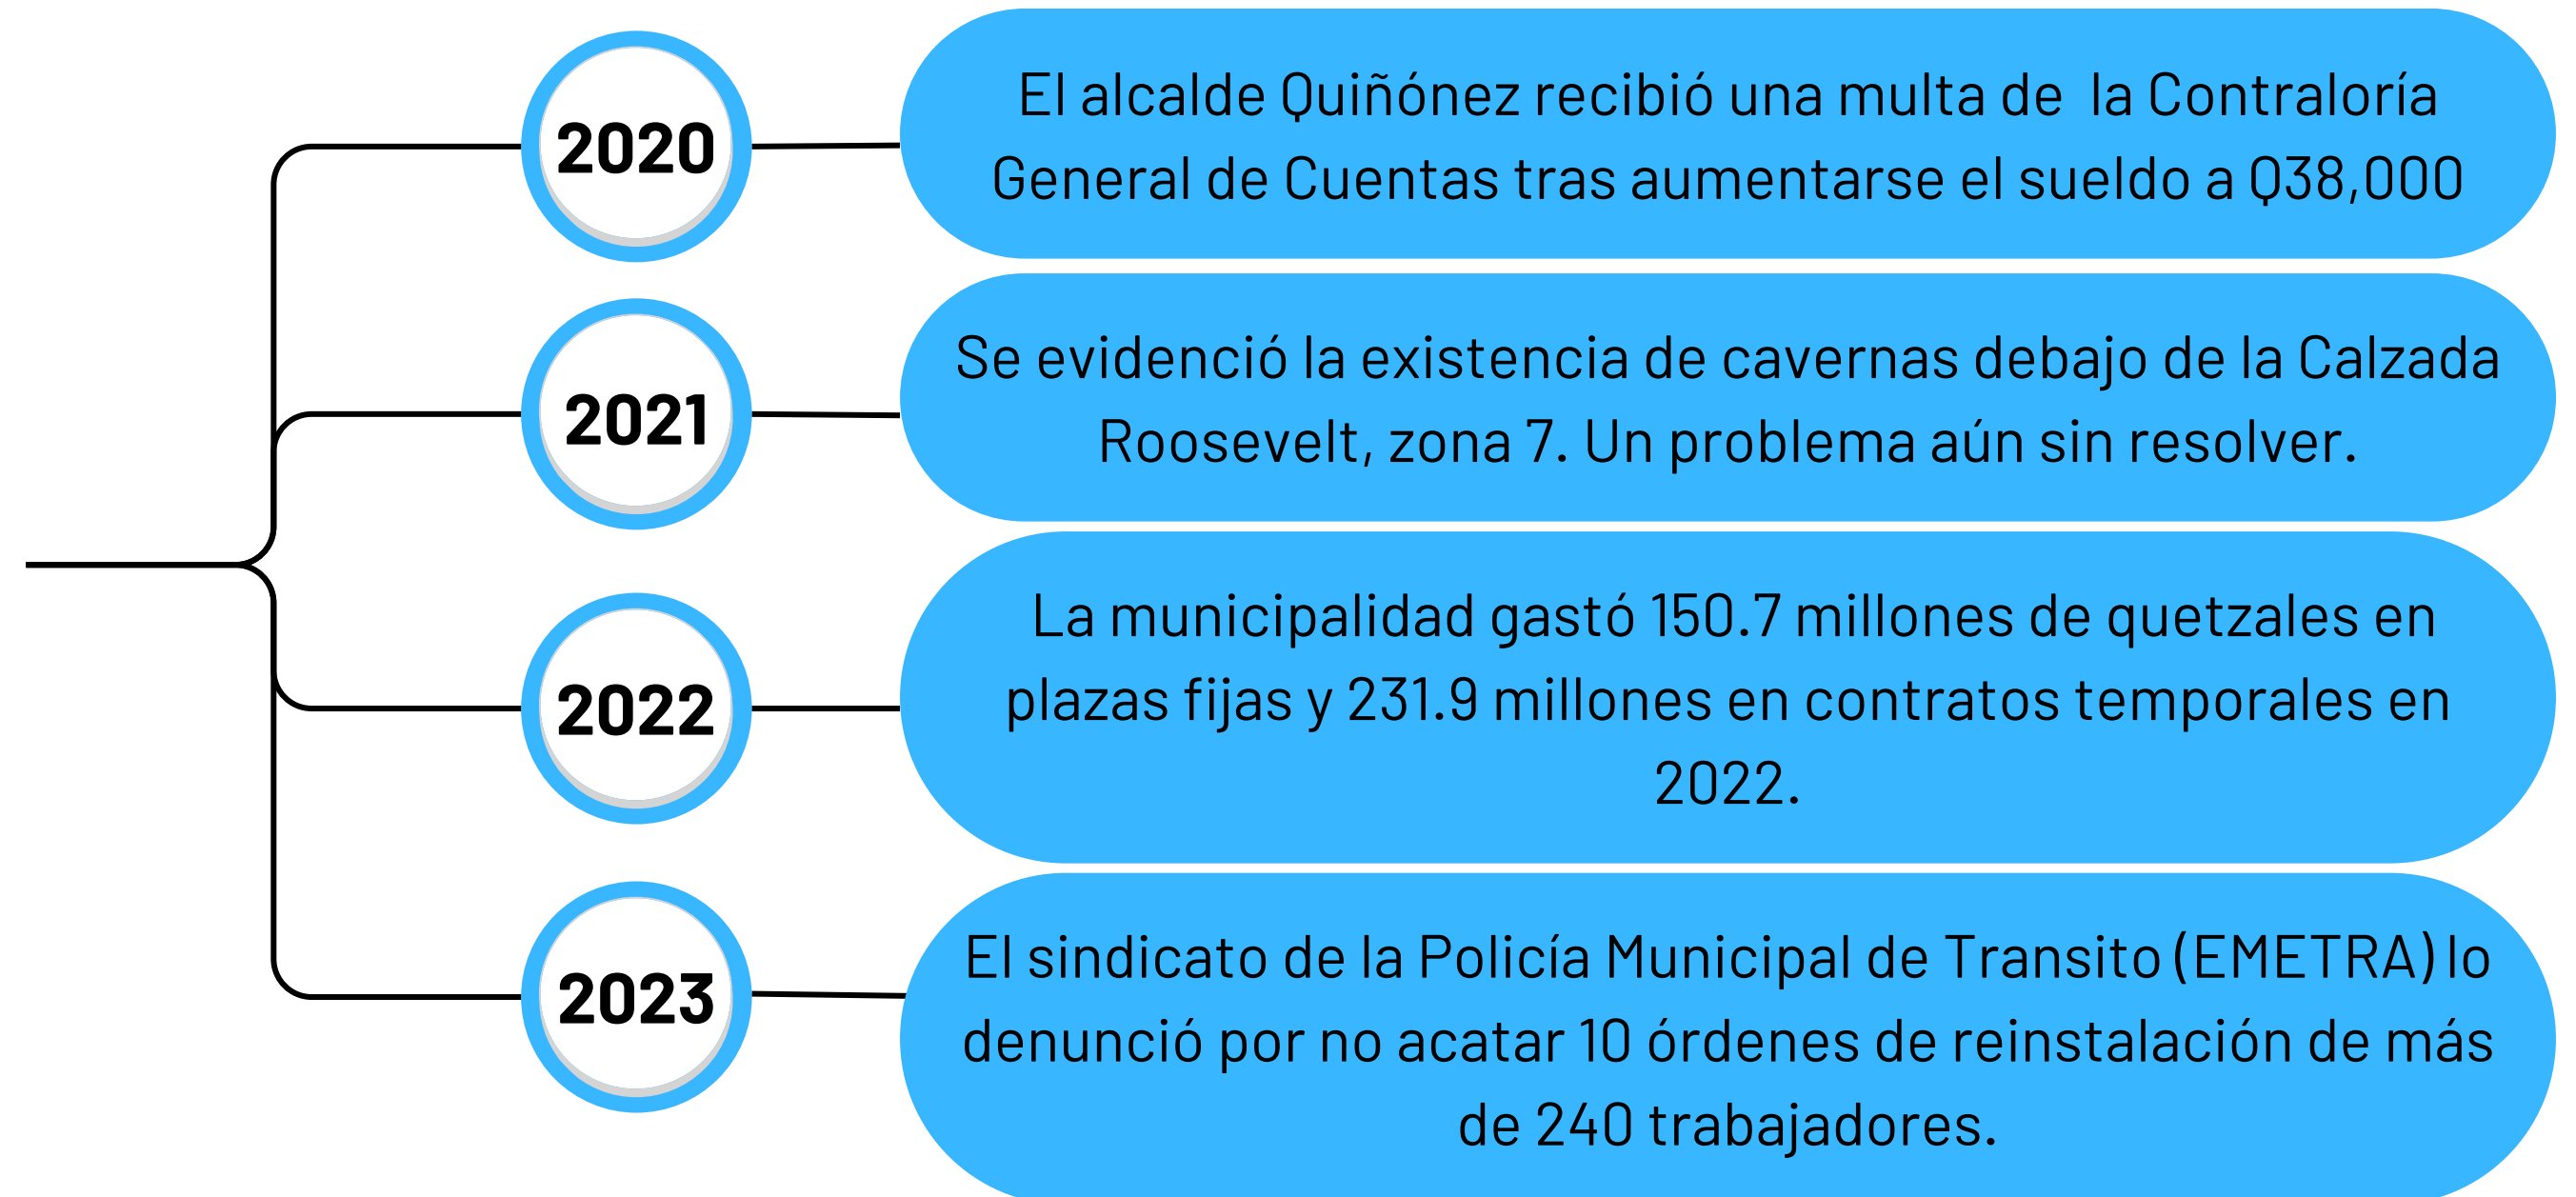 2020
El alcalde Quiñónez recibió una multa de  la Contraloría
General de Cuentas tras aumentarse el sueldo a Q38,000
2021
Se evidenció la existencia de cavernas debajo de la Calzada
Roosevelt, zona 7. Un problema aún sin resolver.
2022
La municipalidad gastó 150.7 millones de quetzales en
plazas fijas y 231.9 millones en contratos temporales en
2022.
2023
El sindicato de la Policía Municipal de Transito (EMETRA) lo
denunció por no acatar 10 órdenes de reinstalación de más
de 240 trabajadores.